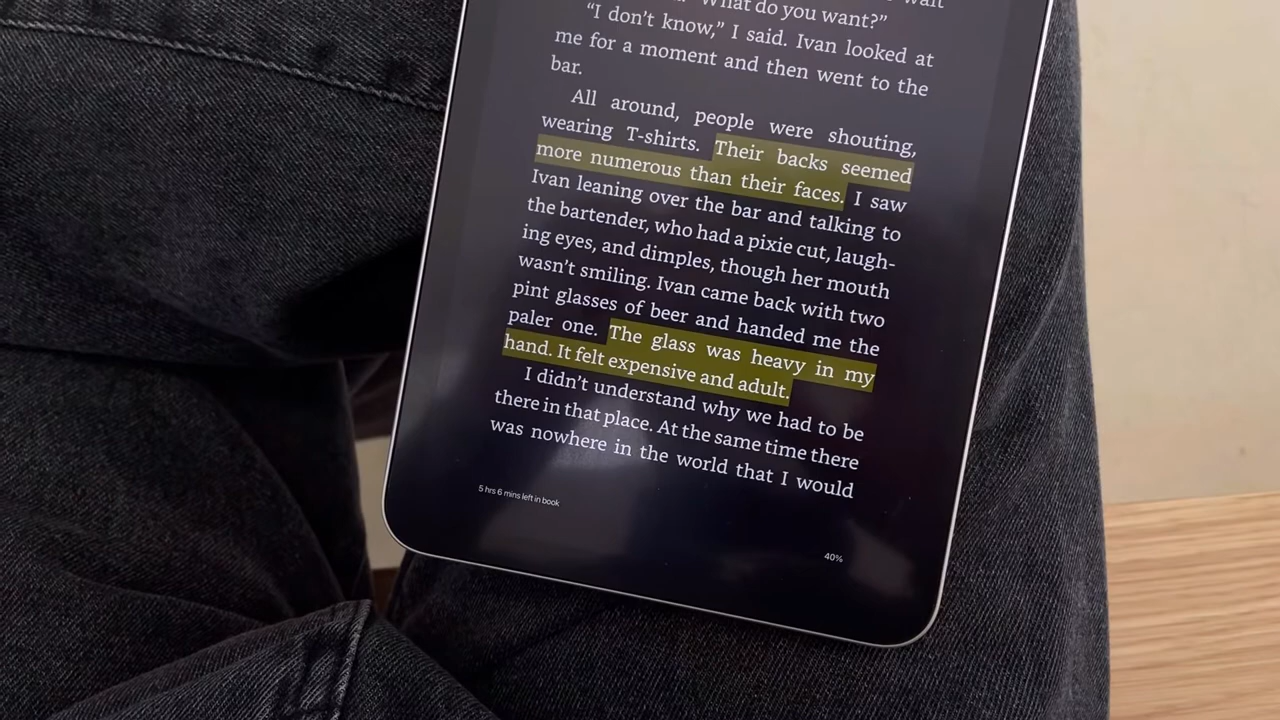 wait
"What do you want?"
"I don't know," I said. Ivan looked at
me for a moment and then went to the
bar.
All around, people were shouting,
wearing T-shirts. Their backs seemed
more numerous than their faces. I saw
Ivan leaning over the bar and talking to
the bartender, who had a pixie cut, laugh-
ing eyes, and dimples, though her mouth
wasn't smiling. Ivan came back with two
pint glasses of beer and handed me the
paler one. The glass was heavy in my
hand. It felt expensive and adult.
I didn't understand why we had to be
there in that place. At the same time there
was nowhere in the world that I would
5 hrs 6 mins left in book
40%